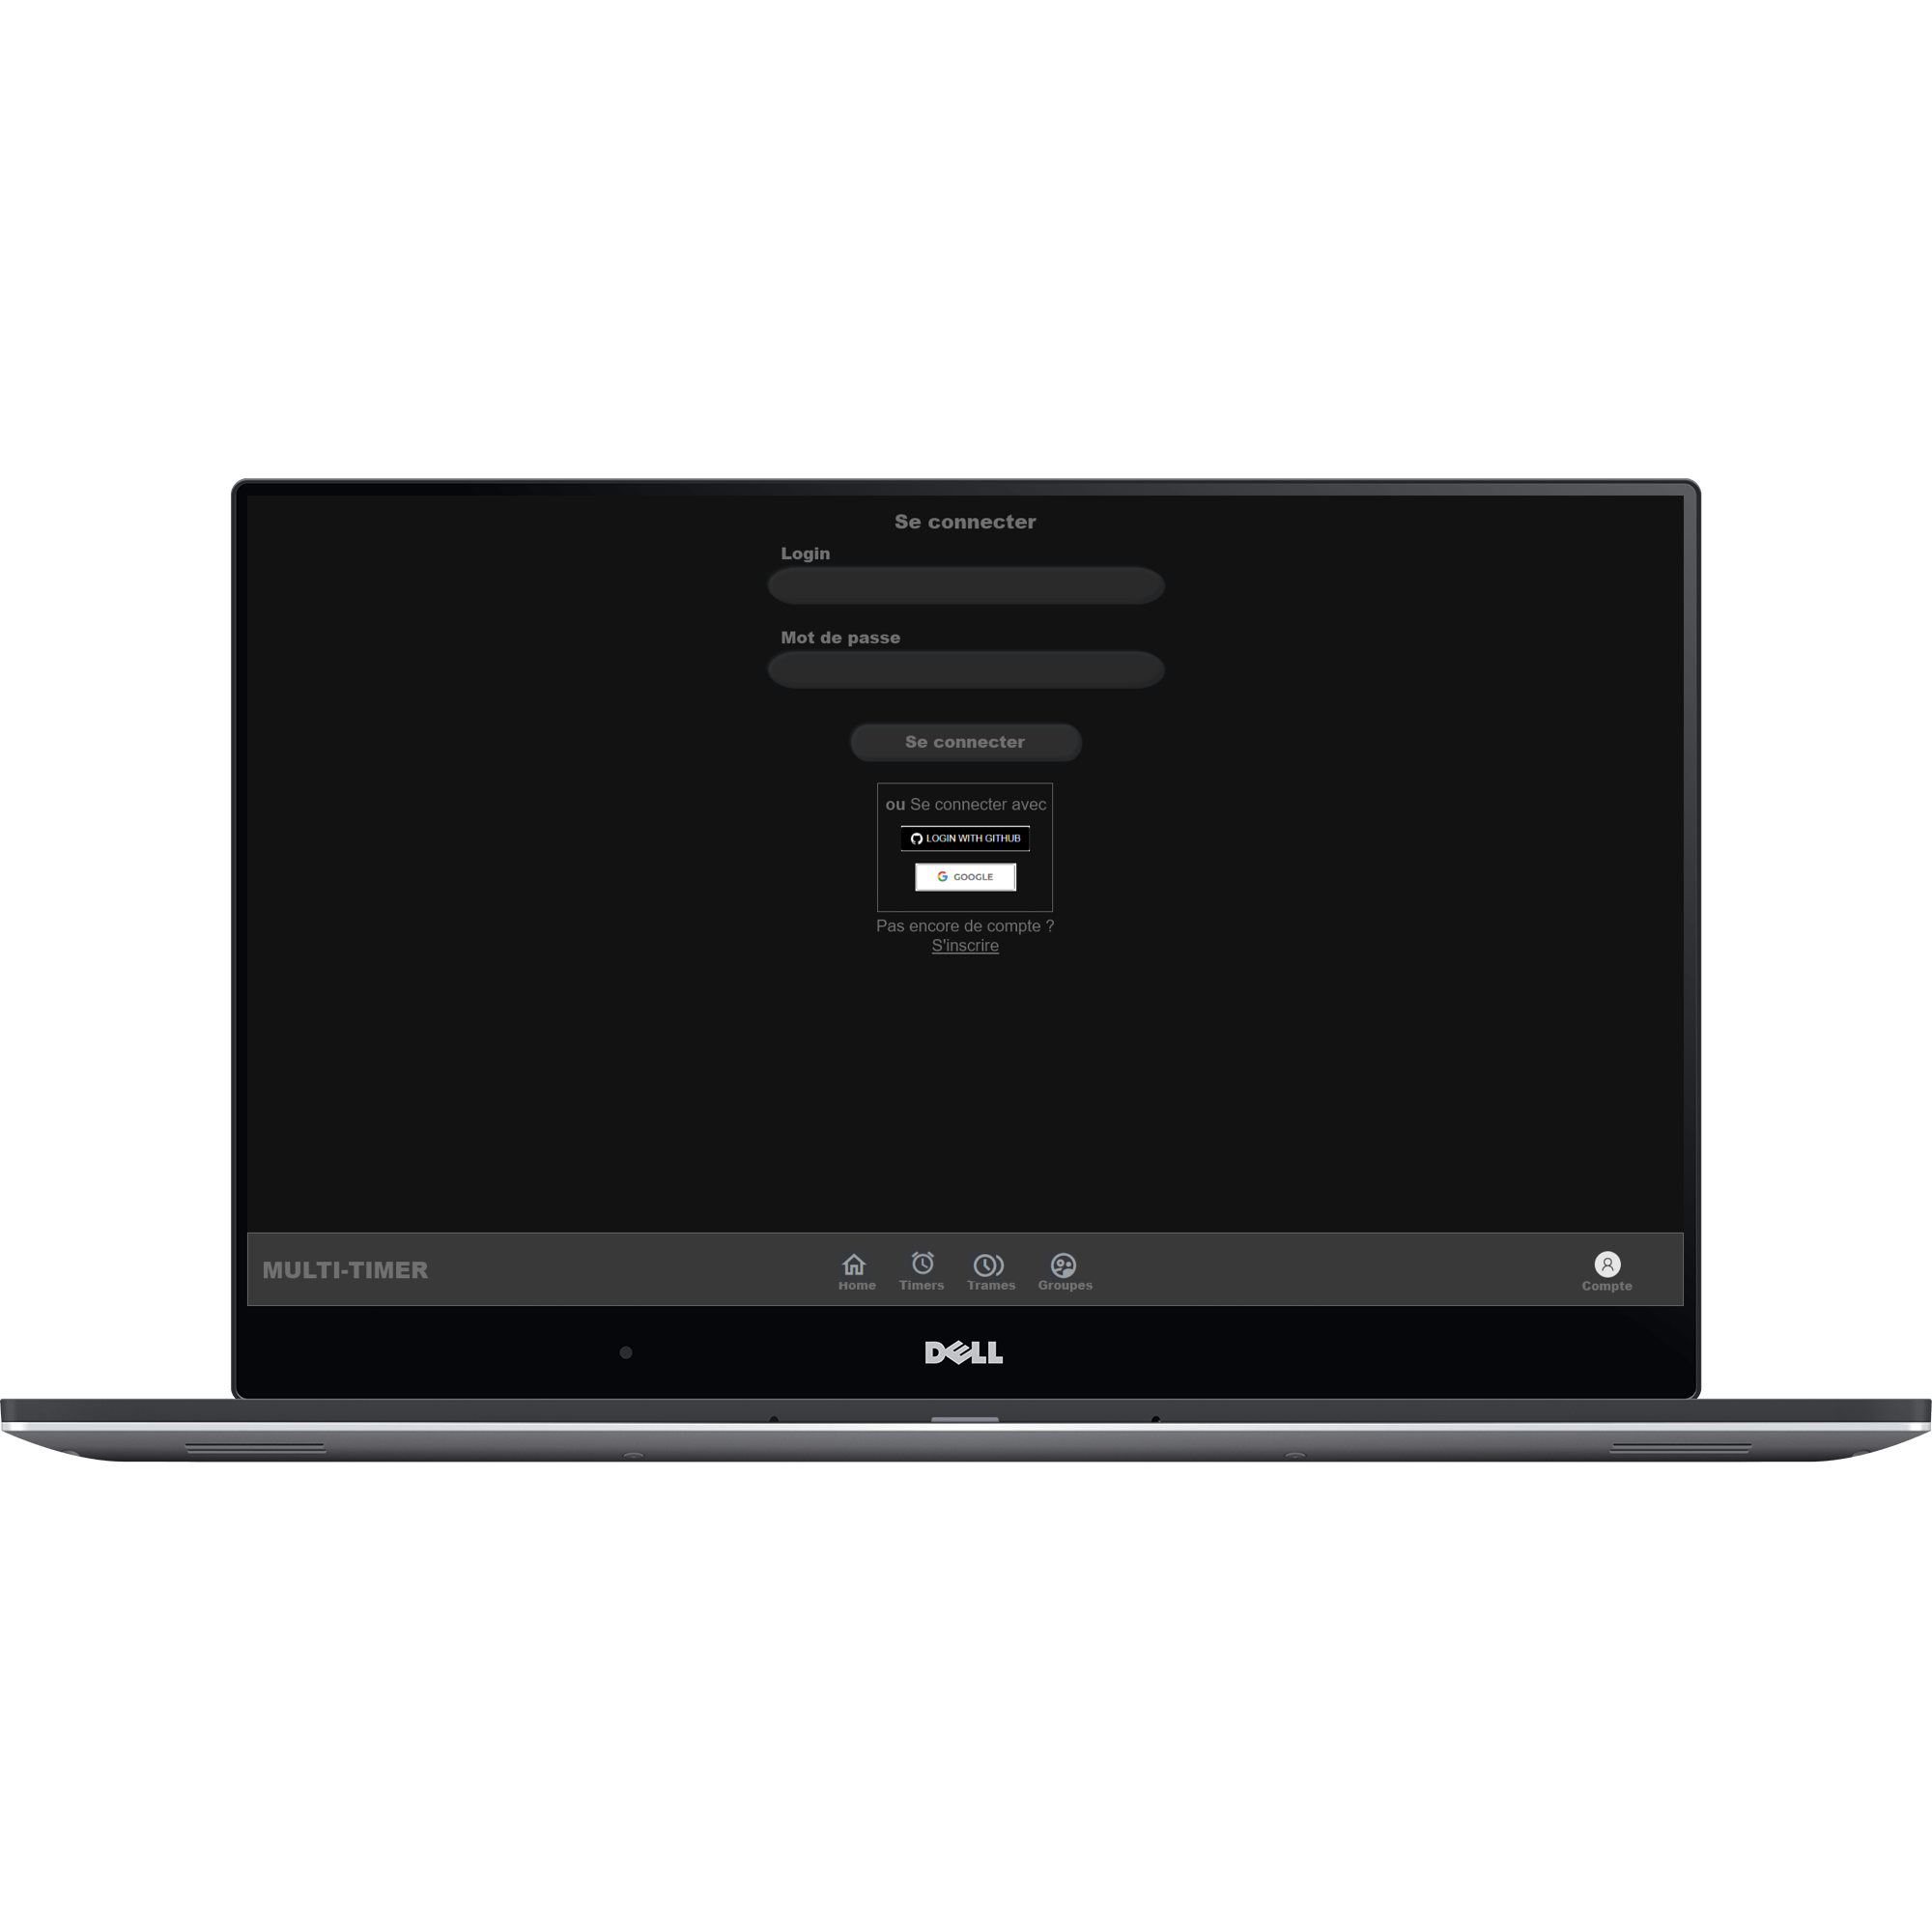 Se connecter
Login
Mot de passe
Se connecter
ou Se connecter avec
LOGIN WITH GITHUB
GOOGLE
Pas encore de compte ?
S'inscrire
MULTI-TIMER
Home
Timers
Trames
Groupes
Compte
DELL